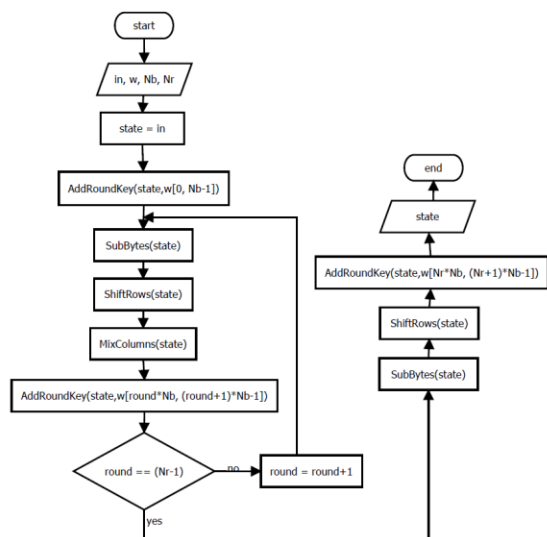 start
in, w, Nb, Nr
state = in
AddRoundKey(state,w[0, Nb-1])
SubBytes(state)
ShiftRows(state)
MixColumns(state)
AddRoundKey(state,w[round*Nb, (round+1)*Nb-1])
round == (Nr-1)
no
round = round+1
yes
SubBytes(state)
ShiftRows(state)
AddRoundKey(state,w[Nr*Nb, (Nr+1)*Nb-1])
state
end